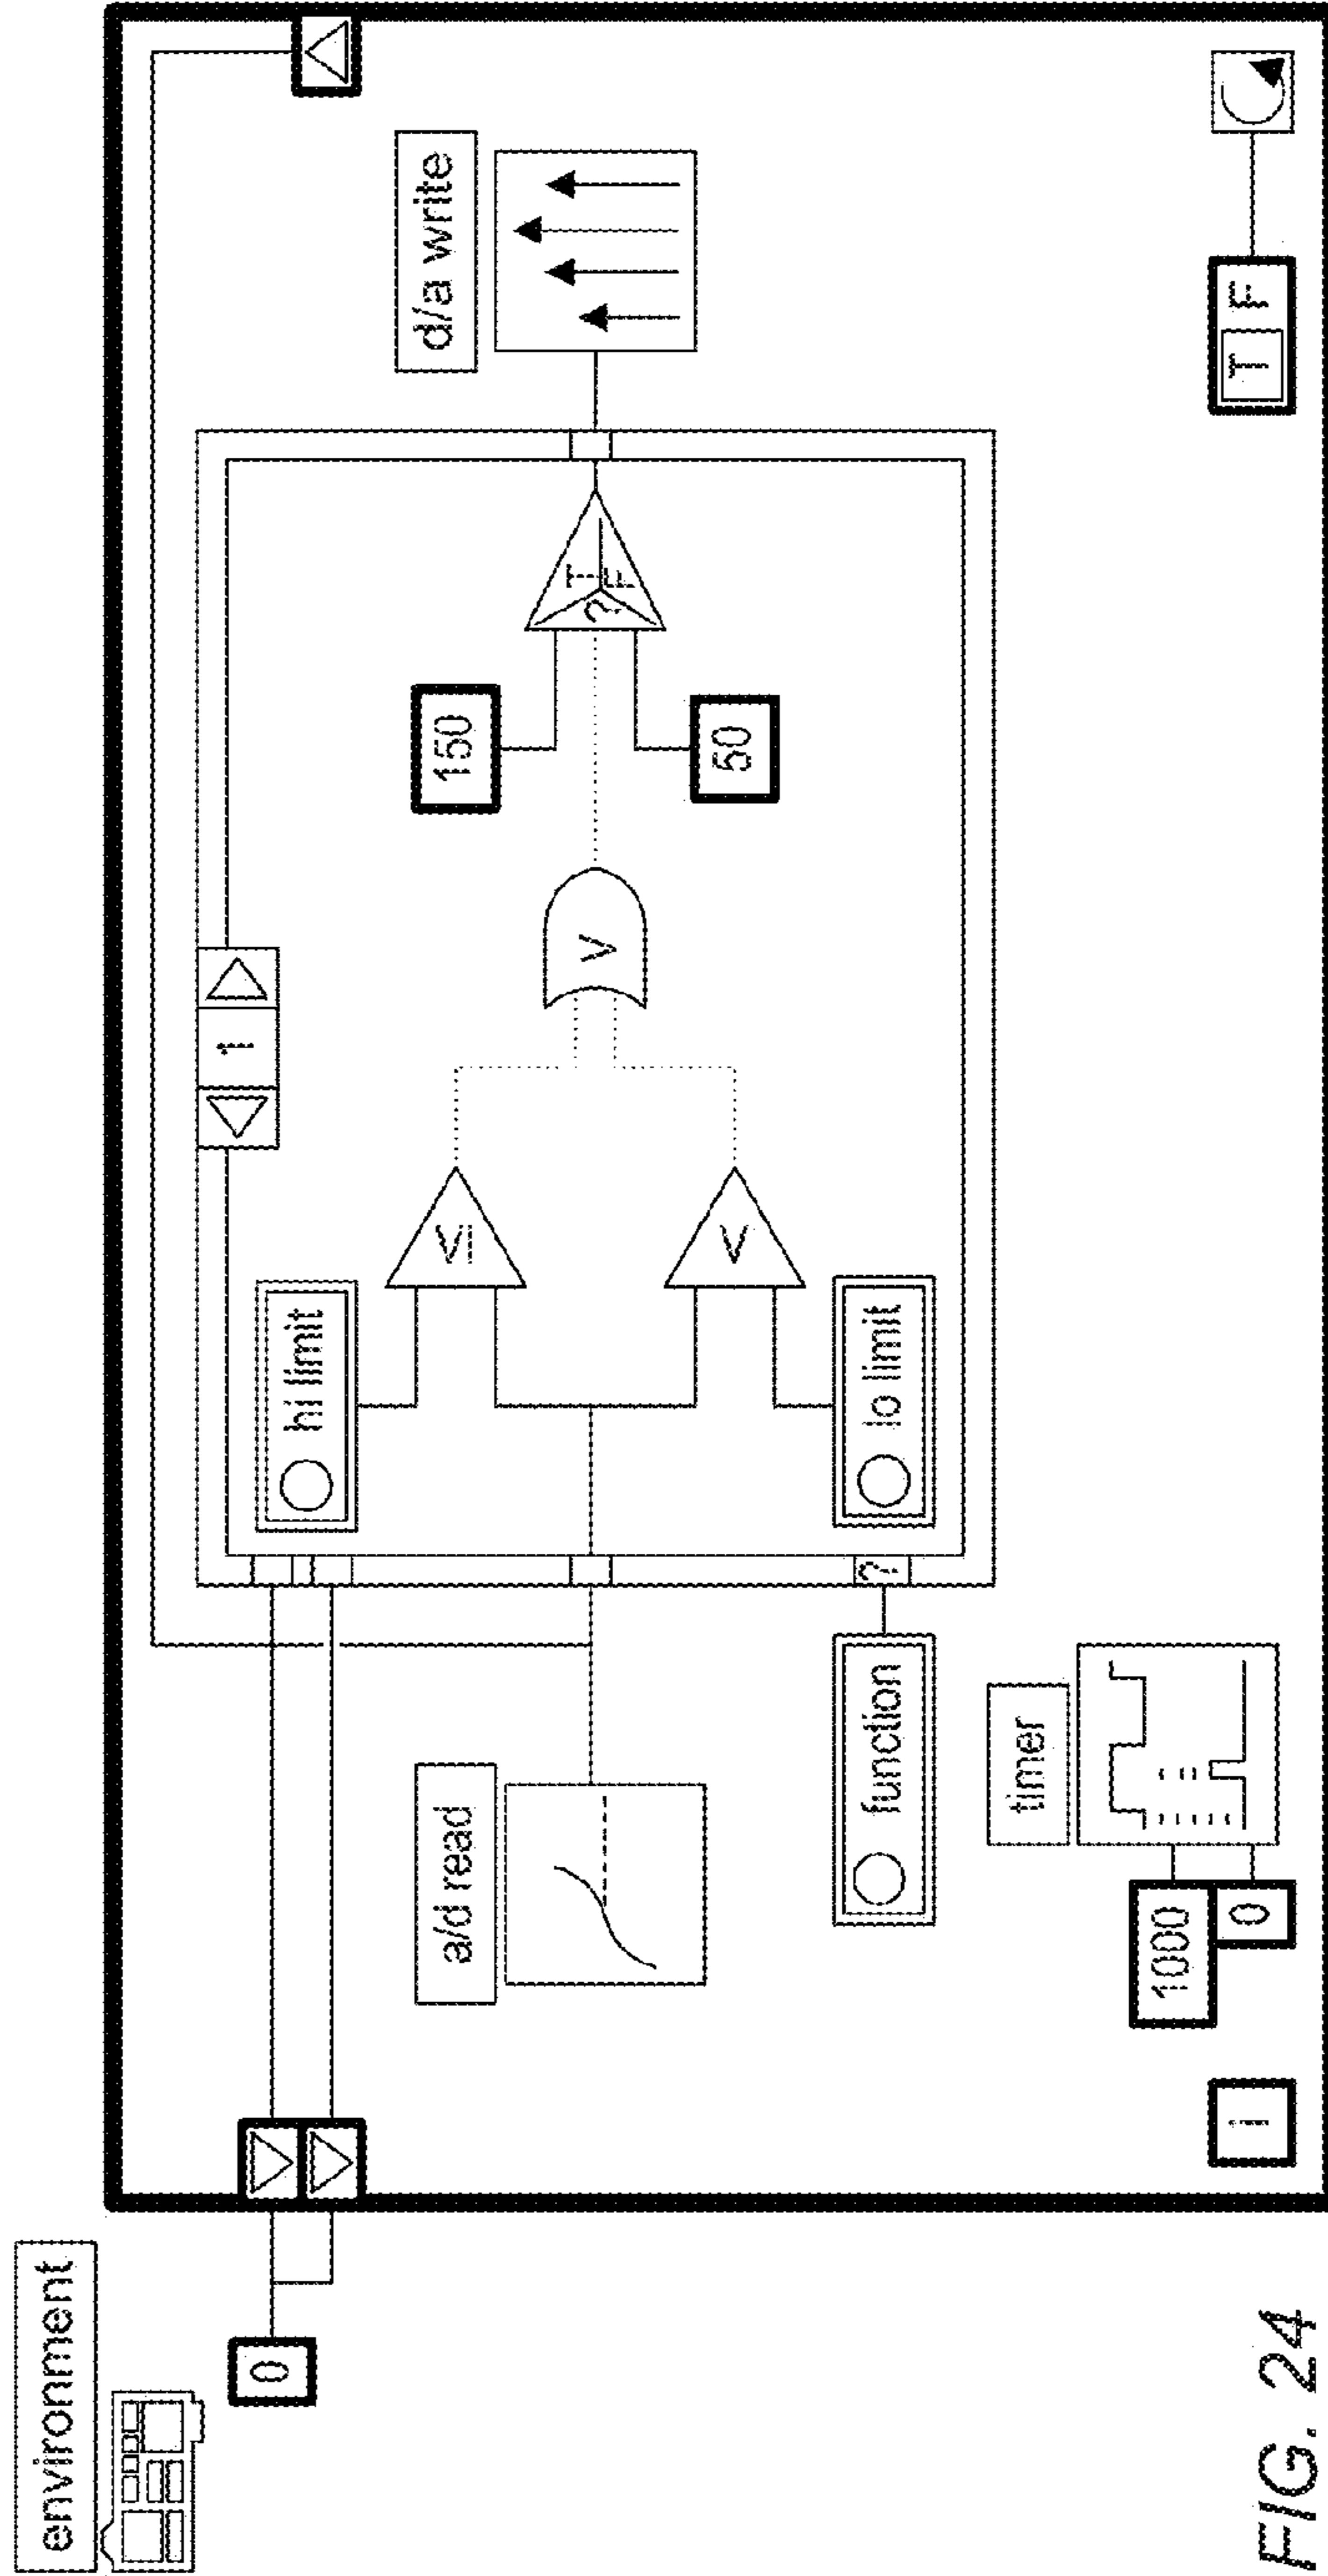 environment
0
1
hi limit
≤
150
d/a write
a/d read
V
?
T
F
<
50
function
?
lo limit
timer
1000
0
i
T F
FIG. 24